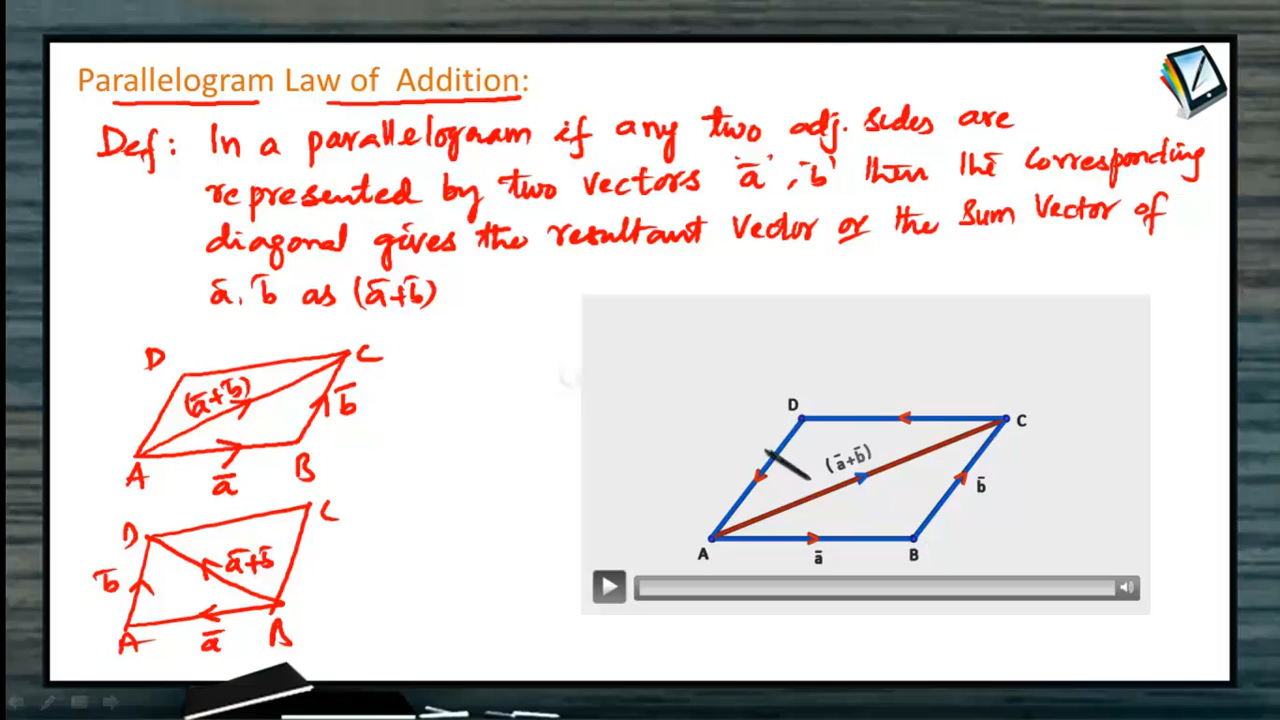 Parallelogram Law of Addition:
Def: In a parallelogram if any two adj. sides are
represented by two vectors 'a̅', 'b̅' then the corresponding
diagonal gives the resultant vector or the sum vector of
a̅, b̅ as (a̅+b̅)
D
C
(a̅+b̅)
b̅
A
a̅
B
D
C
a̅+b̅
b̅
A
a̅
B
D
C
(a̅+b̅)
b̅
A
a̅
B